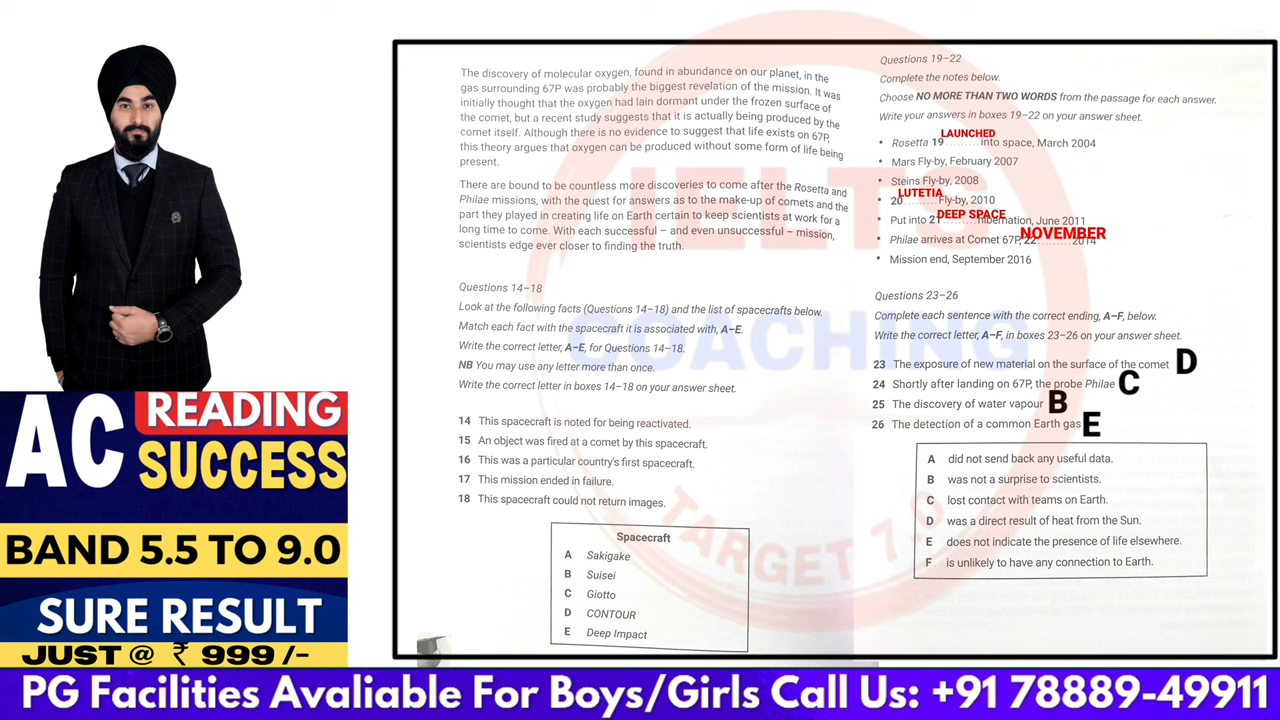 The discovery of molecular oxygen, found in abundance on our planet, in the
gas surrounding 67P was probably the biggest revelation of the mission. It was
initially thought that the oxygen had lain dormant under the frozen surface of
the comet, but a recent study suggests that it is actually being produced by the
comet itself. Although there is no evidence to suggest that life exists on 67P,
this theory argues that oxygen can be produced without some form of life being
present.
There are bound to be countless more discoveries to come after the Rosetta and
Philae missions, with the quest for answers as to the make-up of comets and the
part they played in creating life on Earth certain to keep scientists at work for a
long time to come. With each successful – and even unsuccessful – mission,
scientists edge ever closer to finding the truth.
Questions 14–18
Look at the following facts (Questions 14–18) and the list of spacecrafts below.
Match each fact with the spacecraft it is associated with, A–E.
Write the correct letter, A–E, for Questions 14–18.
NB You may use any letter more than once.
Write the correct letter in boxes 14–18 on your answer sheet.
14 This spacecraft is noted for being reactivated.
15 An object was fired at a comet by this spacecraft.
16 This was a particular country's first spacecraft.
17 This mission ended in failure.
18 This spacecraft could not return images.
Spacecraft
A Sakigake
B Suisei
C Giotto
D CONTOUR
E Deep Impact
Questions 19–22
Complete the notes below.
Choose NO MORE THAN TWO WORDS from the passage for each answer.
Write your answers in boxes 19–22 on your answer sheet.
LAUNCHED
• Rosetta 19 ......... into space, March 2004
• Mars Fly-by, February 2007
• Steins Fly-by, 2008
LUTETIA
• 20 ......... Fly-by, 2010
DEEP SPACE
• Put into 21 ......... hibernation, June 2011
NOVEMBER
• Philae arrives at Comet 67P, 22 ......... 2014
• Mission end, September 2016
Questions 23–26
Complete each sentence with the correct ending, A–F, below.
Write the correct letter, A–F, in boxes 23–26 on your answer sheet.
23 The exposure of new material on the surface of the comet D
24 Shortly after landing on 67P, the probe Philae C
25 The discovery of water vapour B
26 The detection of a common Earth gas E
A did not send back any useful data.
B was not a surprise to scientists.
C lost contact with teams on Earth.
D was a direct result of heat from the Sun.
E does not indicate the presence of life elsewhere.
F is unlikely to have any connection to Earth.
IELTS
COACHING
TARGET 7.0
AC READING
SUCCESS
BAND 5.5 TO 9.0
SURE RESULT
JUST @ ₹ 999 /-
PG Facilities Avaliable For Boys/Girls Call Us: +91 78889-49911